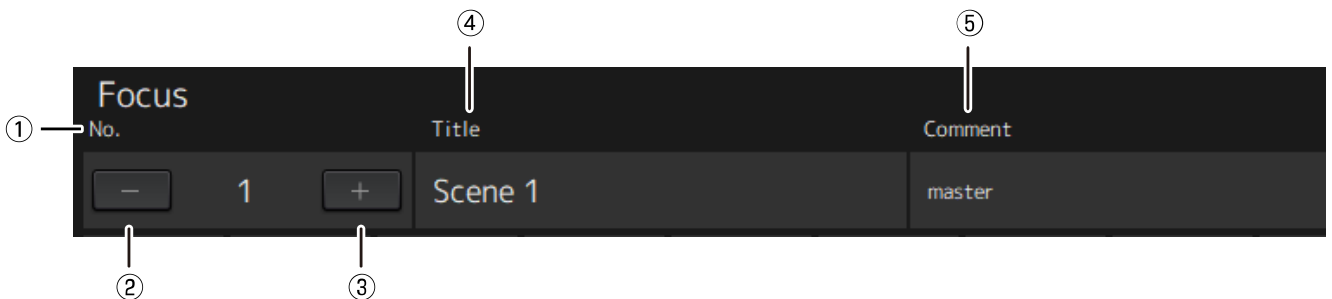 ④ ⑤
Focus
① No. Title Comment
− 1 + Scene 1 master
② ③